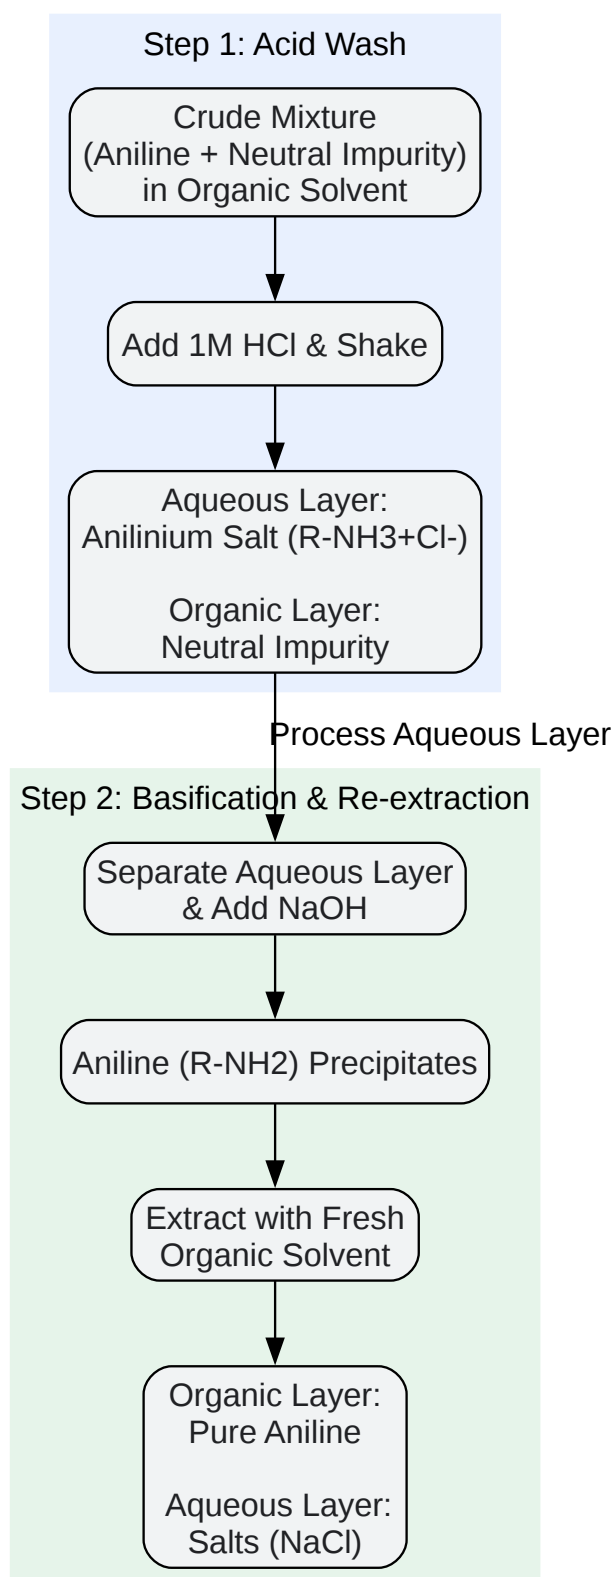 Step 1: Acid Wash
Crude Mixture
(Aniline + Neutral Impurity)
in Organic Solvent
Add 1M HCl & Shake
Aqueous Layer:
Anilinium Salt (R-NH3+Cl-)
Organic Layer:
Neutral Impurity
Process Aqueous Layer
Step 2: Basification & Re-extraction
Separate Aqueous Layer
& Add NaOH
Aniline (R-NH2) Precipitates
Extract with Fresh
Organic Solvent
Organic Layer:
Pure Aniline
Aqueous Layer:
Salts (NaCl)